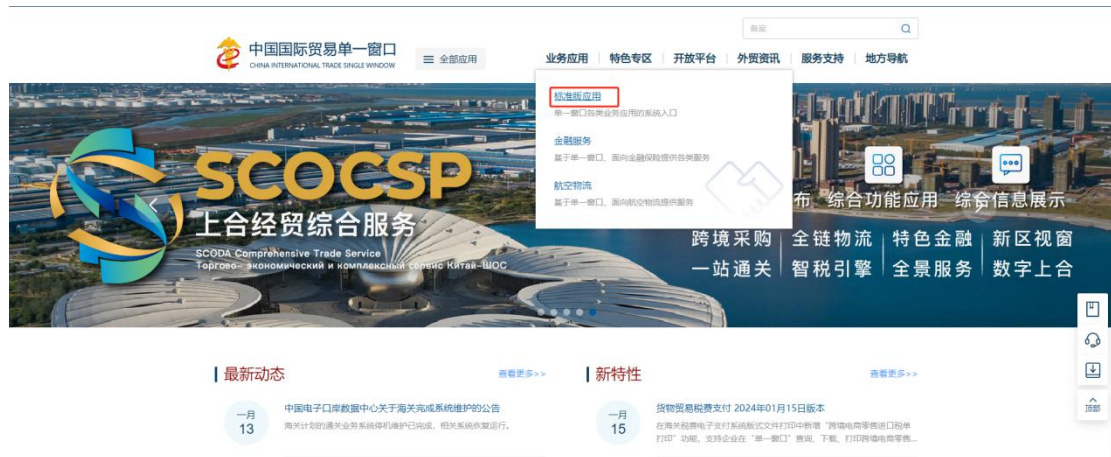 备案
中国国际贸易单一窗口
CHINA INTERNATIONAL TRADE SINGLE WINDOW
全部应用
业务应用 特色专区 开放平台 外贸资讯 服务支持 地方导航
标准版应用
单一窗口各类业务应用的系统入口
金融服务
基于单一窗口，面向金融保险提供各类服务
航空物流
基于单一窗口，面向航空物流提供服务
SCOCSP
上合经贸综合服务
SCODA Comprehensive Trade Service
Торгово- экономический и комплексный сервис Китая-ШОС
布 综合功能应用 综合信息展示
跨境采购 全链物流 特色金融 新区视窗
一站通关 智税引擎 全景服务 数字上合
顶部
最新动态
查看更多>>
一月
13
中国电子口岸数据中心关于海关完成系统维护的公告
海关计划的通关业务系统停机维护已完成，相关系统恢复运行。
新特性
查看更多>>
一月
15
货物贸易税费支付 2024年01月15日版本
在海关税费电子支付系统版式文件打印中新增“跨境电商零售进口税单
打印”功能，支持企业在“单一窗口”查询、下载、打印跨境电商零售...